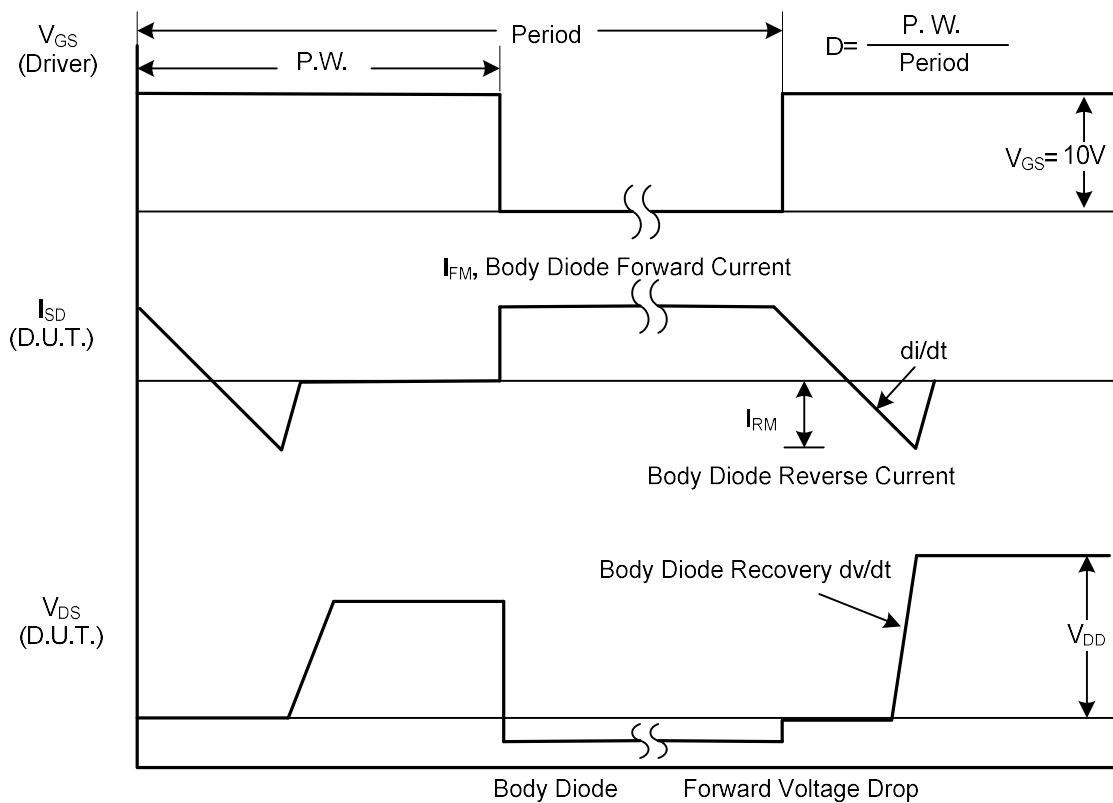 V_GS
(Driver)
Period
P.W.
D= P. W.
Period
V_GS= 10V
I_FM, Body Diode Forward Current
I_SD
(D.U.T.)
di/dt
I_RM
Body Diode Reverse Current
Body Diode Recovery dv/dt
V_DS
(D.U.T.)
V_DD
Body Diode Forward Voltage Drop